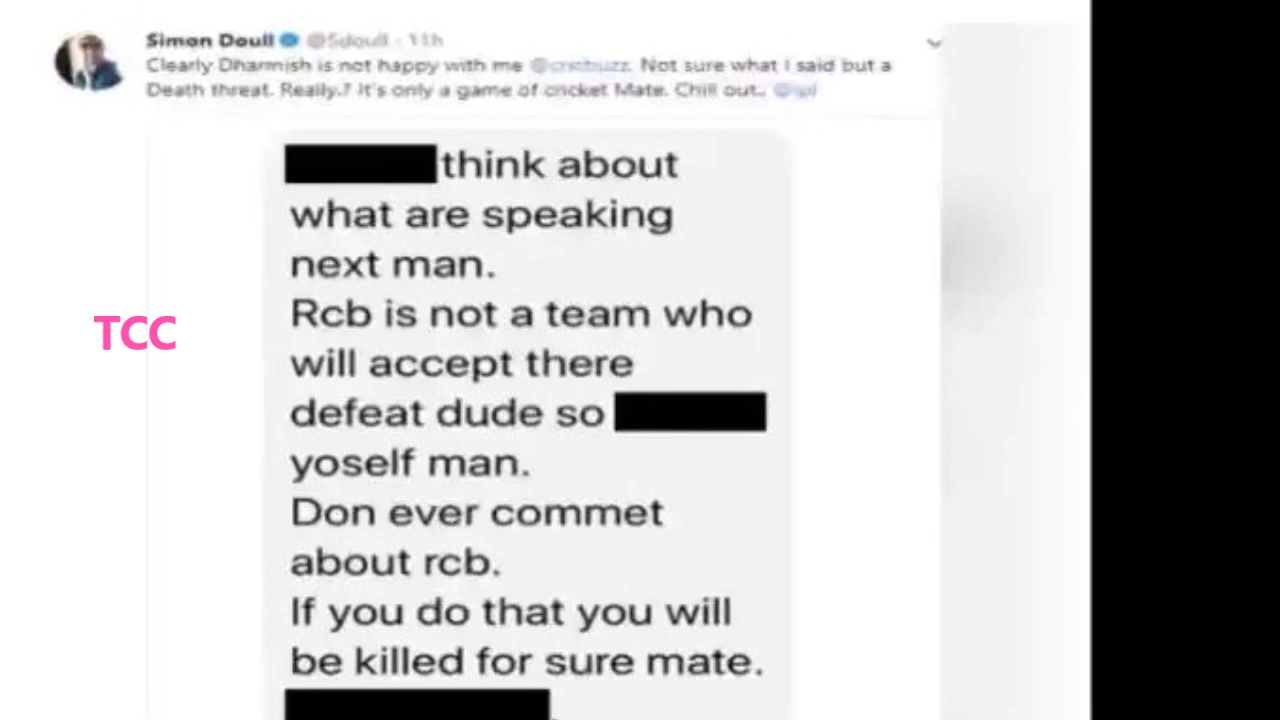 Simon Doull @Sdoull · 11h
Clearly Dharmish is not happy with me @cricbuzz. Not sure what I said but a
Death threat. Really.? It's only a game of cricket Mate. Chill out.. @ipl
think about
what are speaking
next man.
Rcb is not a team who
will accept there
defeat dude so
yoself man.
Don ever commet
about rcb.
If you do that you will
be killed for sure mate.
TCC